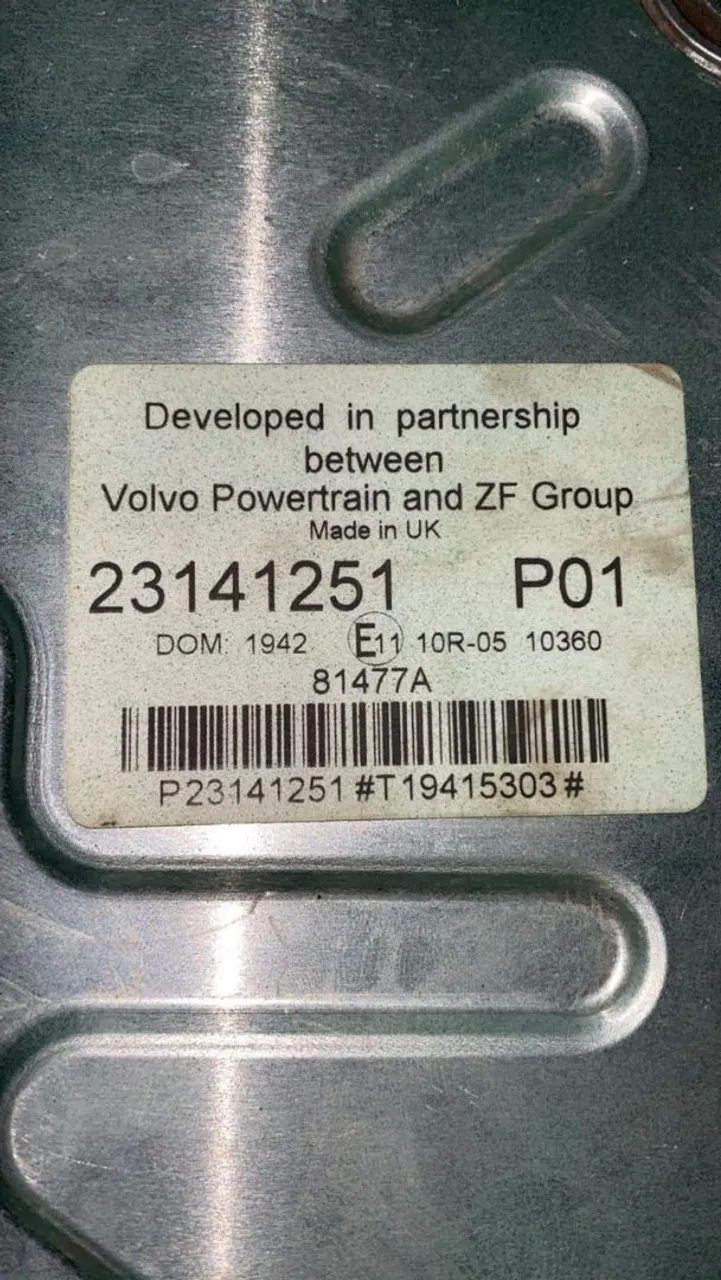 Developed in partnership
between
Volvo Powertrain and ZF Group
Made in UK
23141251 P01
DOM: 1942 E11 10R-05 10360
81477A
P23141251#T19415303#